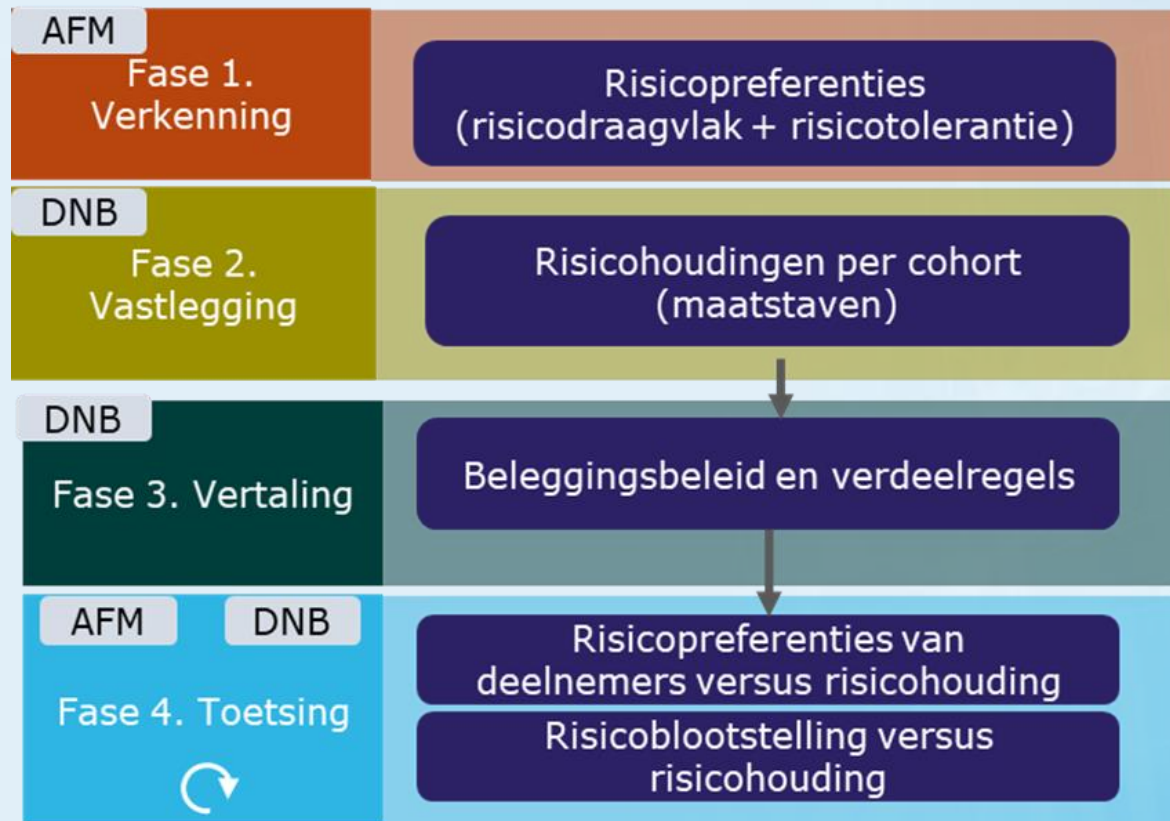 AFM
Fase 1.
Verkenning
Risicopreferenties
(risicodraagvlak + risicotolerantie)
DNB
Fase 2.
Vastlegging
Risicohoudingen per cohort
(maatstaven)
DNB
Fase 3. Vertaling
Beleggingsbeleid en verdeelregels
AFM
DNB
Fase 4. Toetsing
Risicopreferenties van
deelnemers versus risicohouding
Risicoblootstelling versus
risicohouding